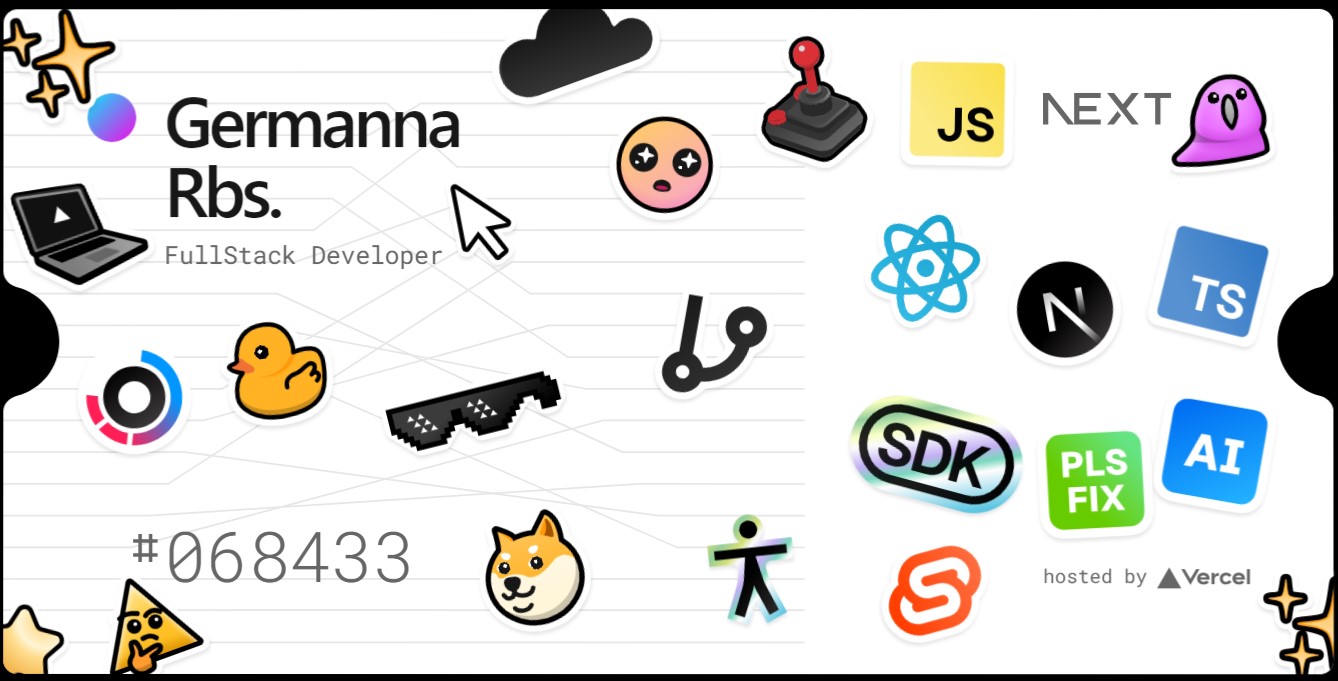 Germanna
Rbs.
FullStack Developer
#068433
JS
NEXT
N
TS
SDK
PLS
FIX
AI
hosted by Vercel